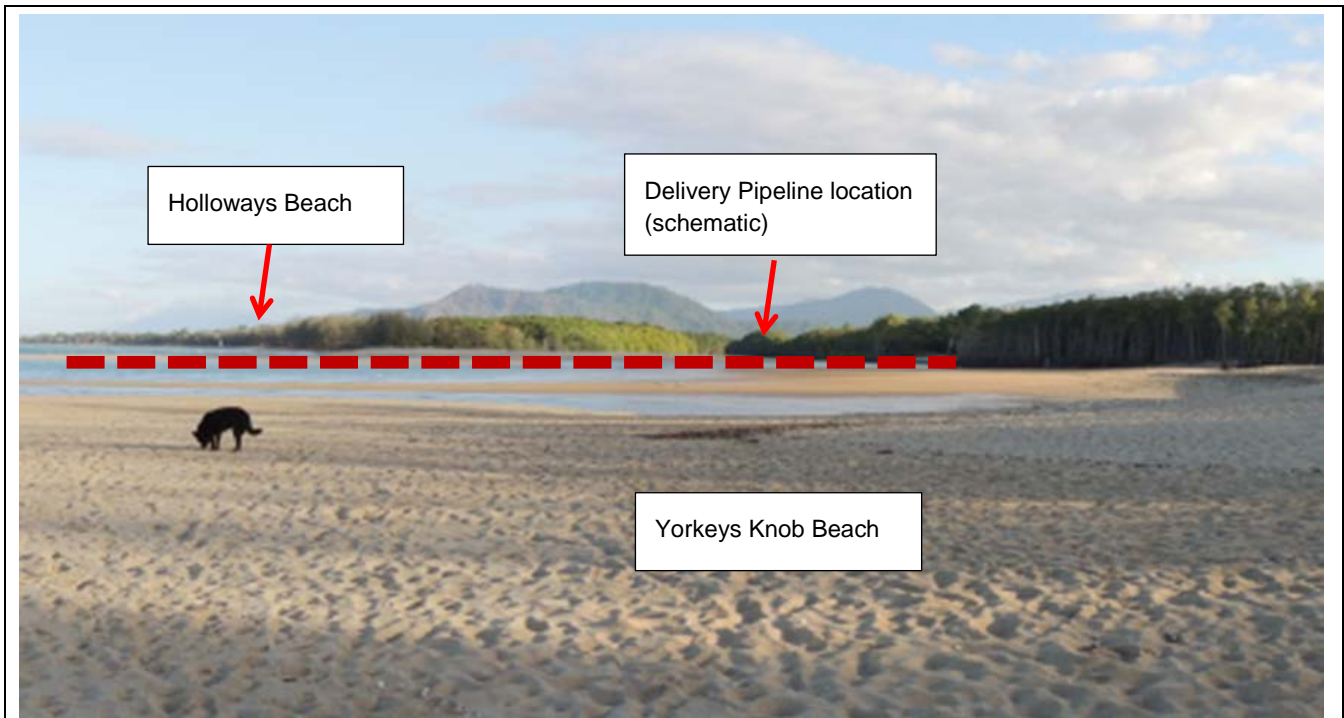 Holloways Beach
Delivery Pipeline location
(schematic)
Yorkeys Knob Beach